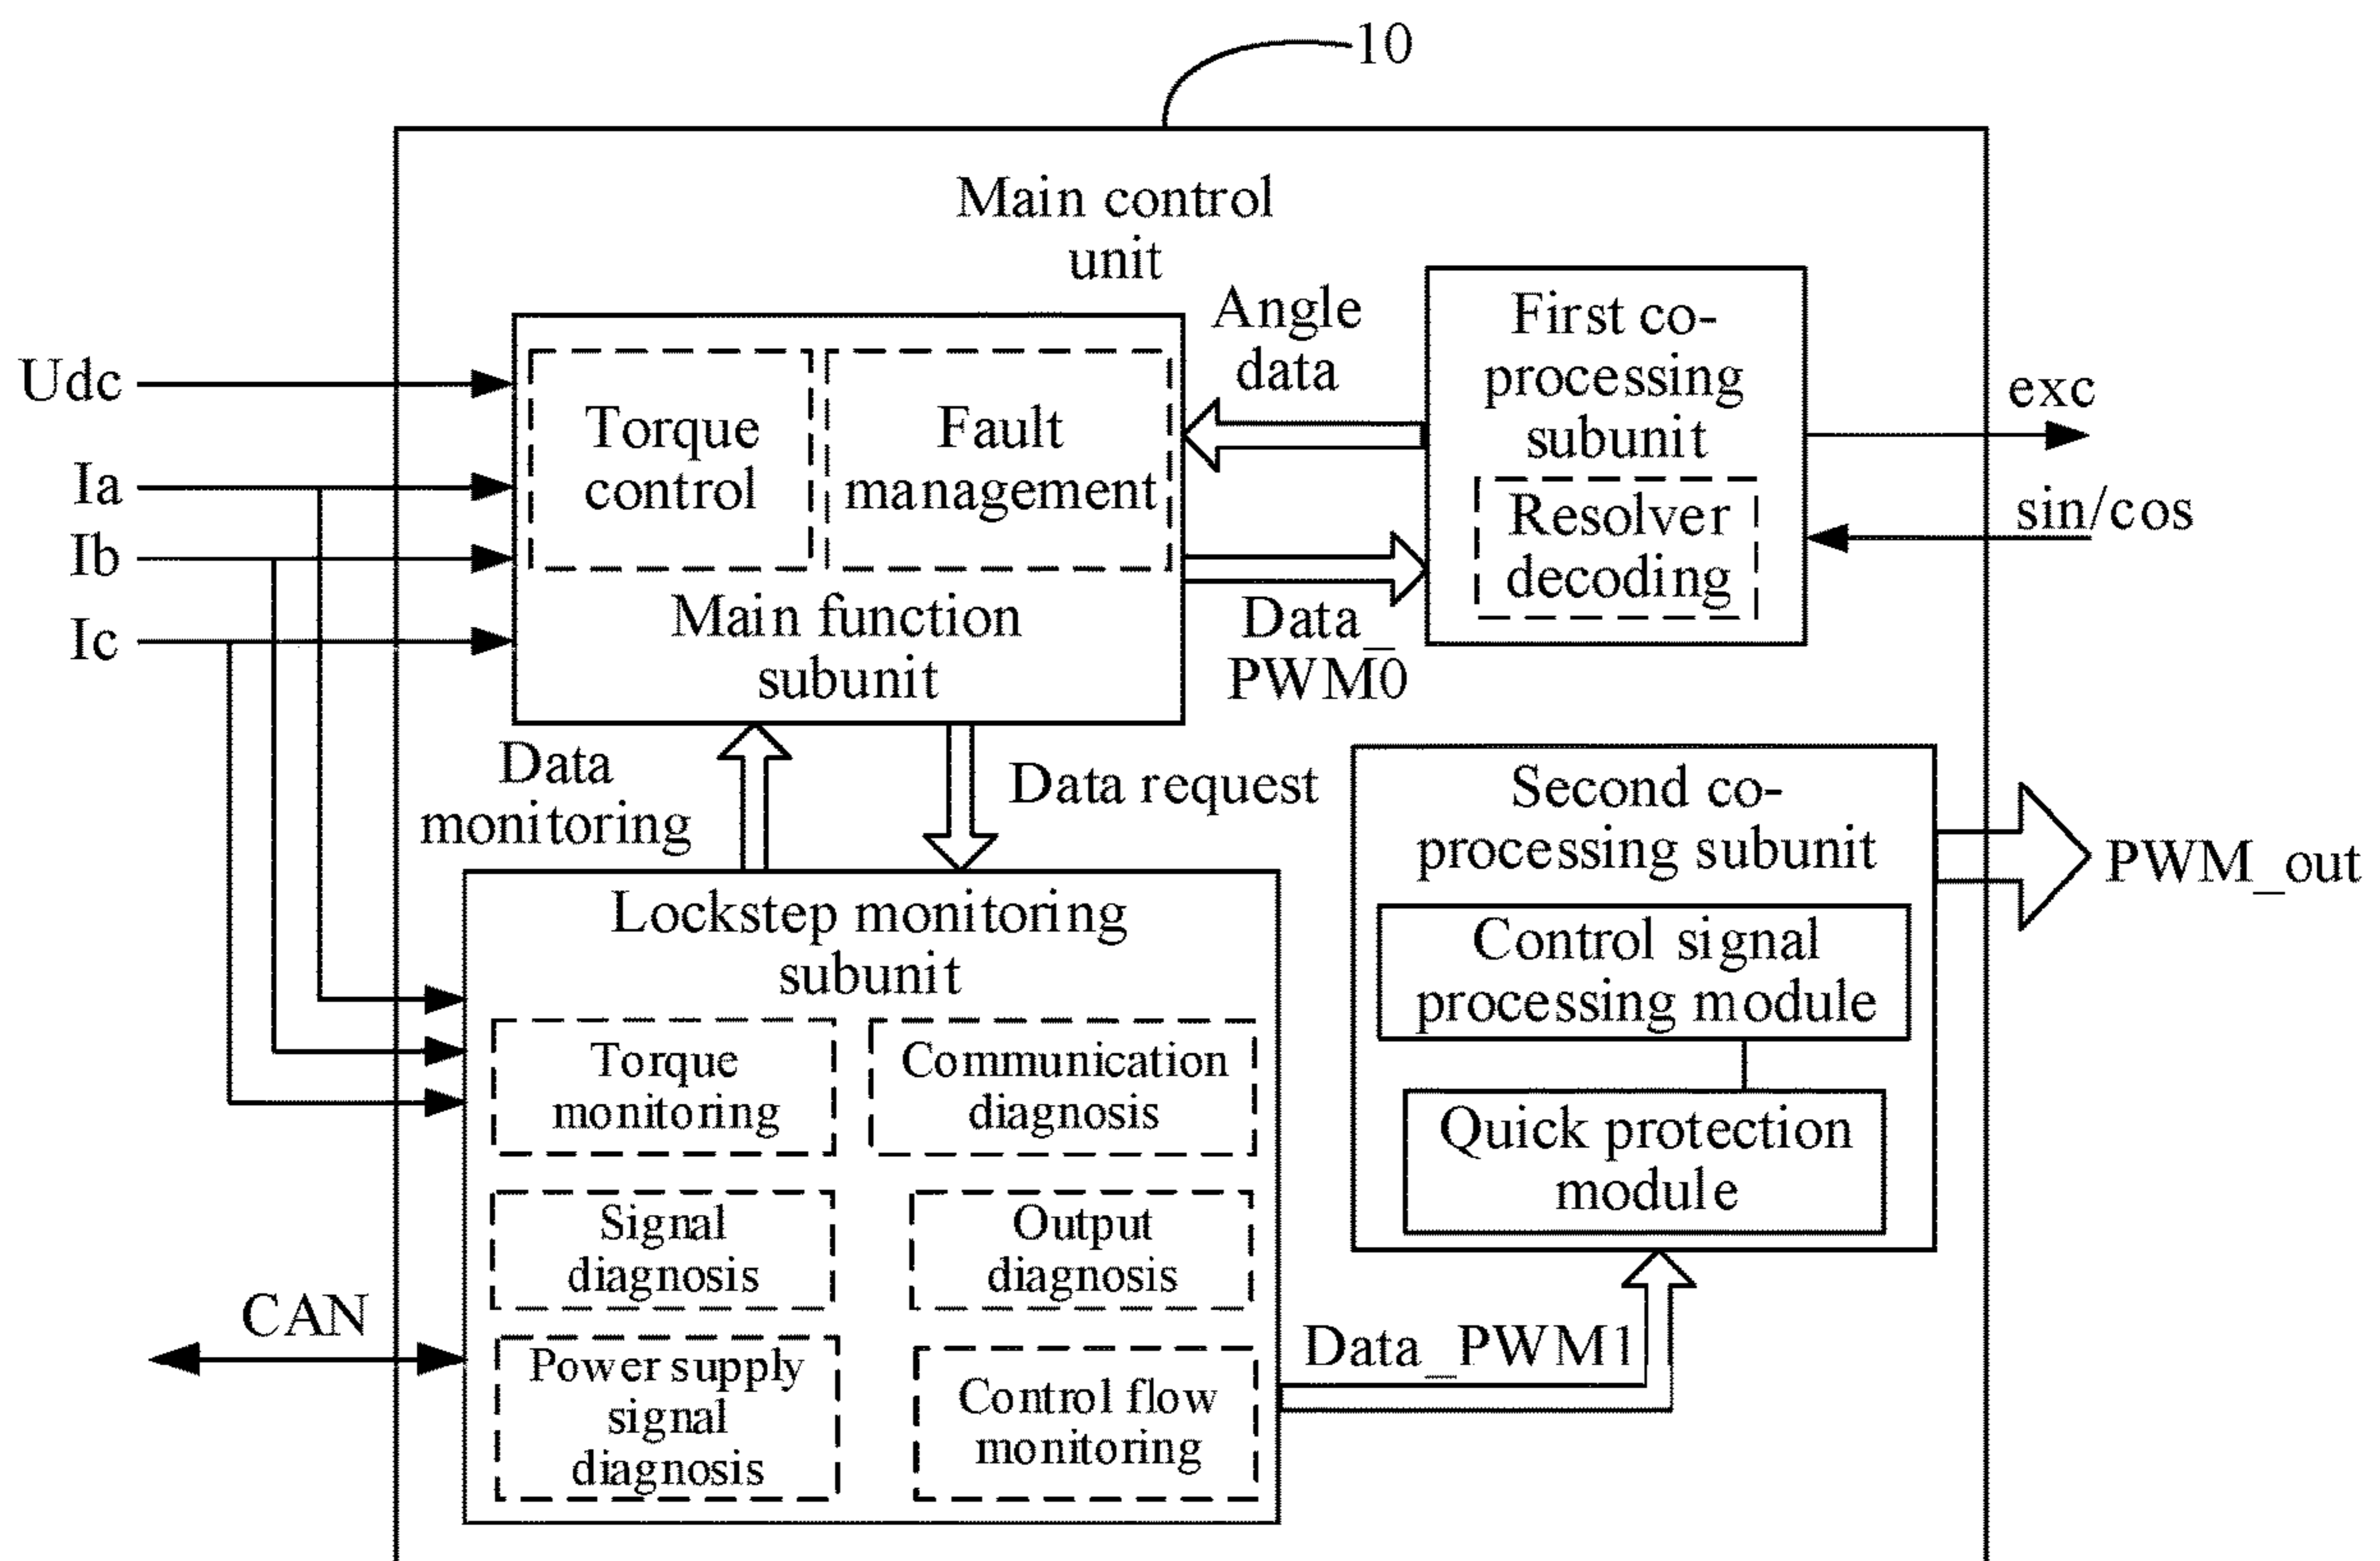 10
Main control
unit
Udc
Ia
Ib
Ic
Torque
control
Fault
management
Main function
subunit
Angle
data
Data_
PWM0
First co-
processing
subunit
Resolver
decoding
exc
sin/cos
Data
monitoring
Data request
Lockstep monitoring
subunit
Torque
monitoring
Communication
diagnosis
Signal
diagnosis
Output
diagnosis
Power supply
signal
diagnosis
Control flow
monitoring
CAN
Data_PWM1
Second co-
processing subunit
Control signal
processing module
Quick protection
module
PWM_out